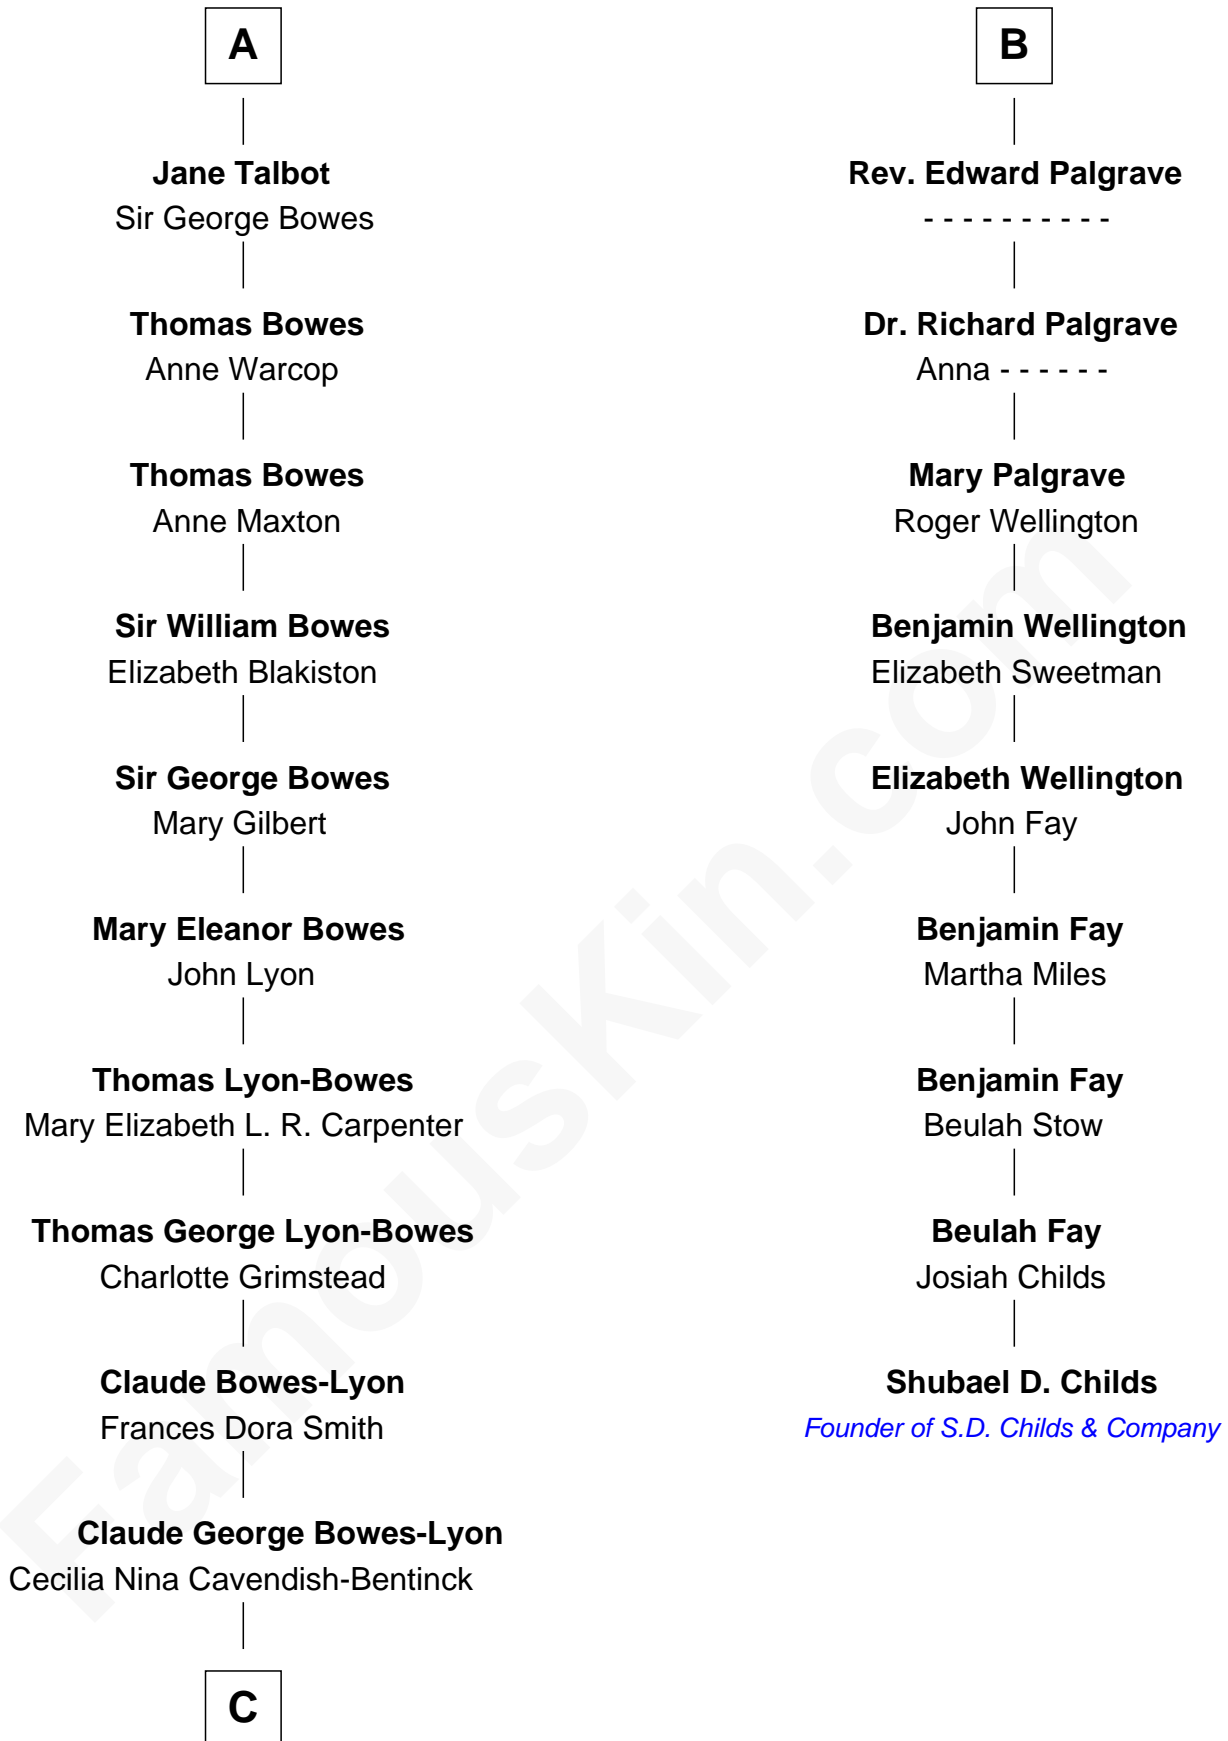 A
Jane Talbot
Sir George Bowes
Thomas Bowes
Anne Warcop
Thomas Bowes
Anne Maxton
Sir William Bowes
Elizabeth Blakiston
Sir George Bowes
Mary Gilbert
Mary Eleanor Bowes
John Lyon
Thomas Lyon-Bowes
Mary Elizabeth L. R. Carpenter
Thomas George Lyon-Bowes
Charlotte Grimstead
Claude Bowes-Lyon
Frances Dora Smith
Claude George Bowes-Lyon
Cecilia Nina Cavendish-Bentinck
C
B
Rev. Edward Palgrave
- - - - - - - - - -
Dr. Richard Palgrave
Anna - - - - - -
Mary Palgrave
Roger Wellington
Benjamin Wellington
Elizabeth Sweetman
Elizabeth Wellington
John Fay
Benjamin Fay
Martha Miles
Benjamin Fay
Beulah Stow
Beulah Fay
Josiah Childs
Shubael D. Childs
Founder of S.D. Childs & Company
FamousKin.com